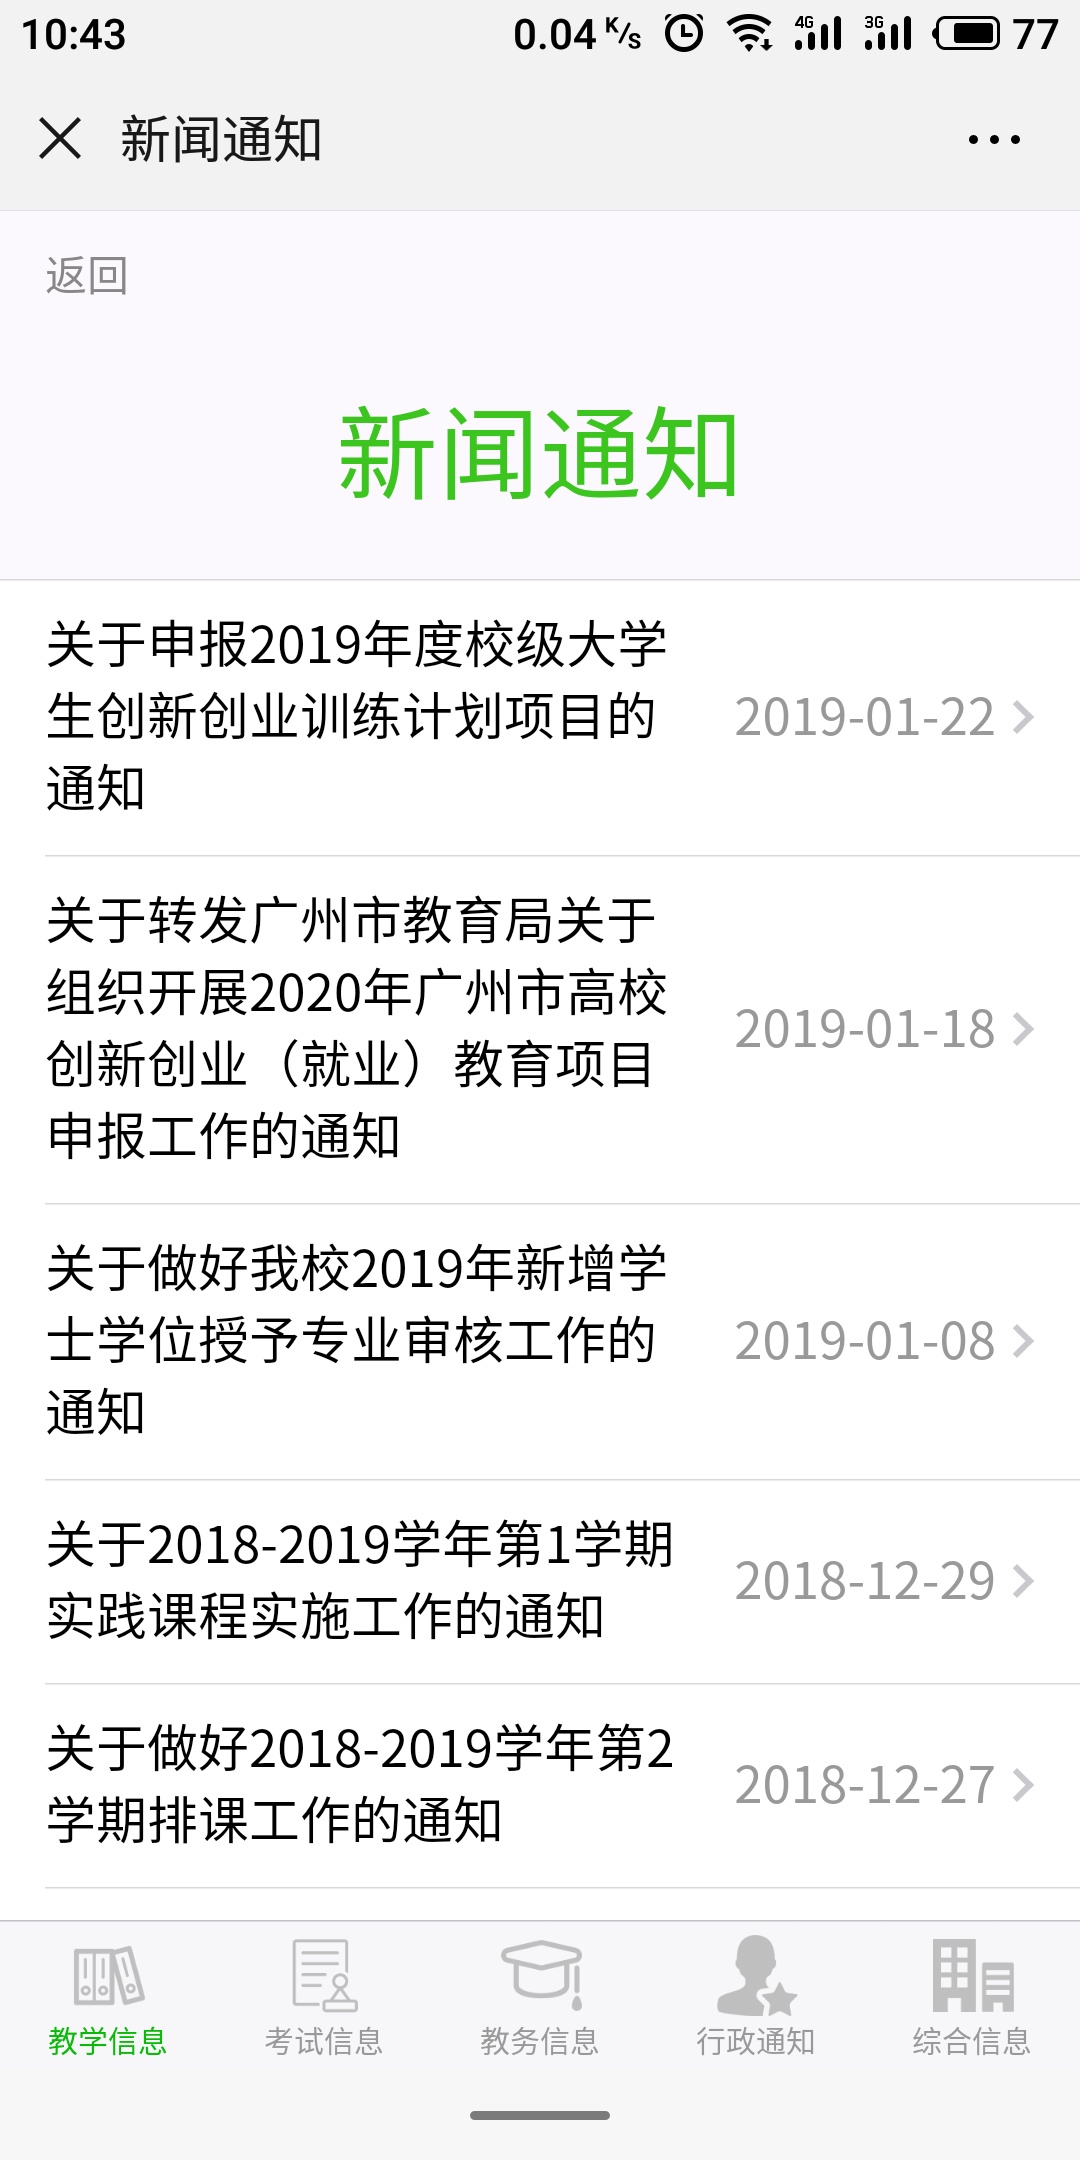 10:43 0.04 K/s 4G 3G 77
新闻通知
返回
新闻通知
关于申报2019年度校级大学
生创新创业训练计划项目的
通知
2019-01-22
关于转发广州市教育局关于
组织开展2020年广州市高校
创新创业（就业）教育项目
申报工作的通知
2019-01-18
关于做好我校2019年新增学
士学位授予专业审核工作的
通知
2019-01-08
关于2018-2019学年第1学期
实践课程实施工作的通知
2018-12-29
关于做好2018-2019学年第2
学期排课工作的通知
2018-12-27
教学信息 考试信息 教务信息 行政通知 综合信息